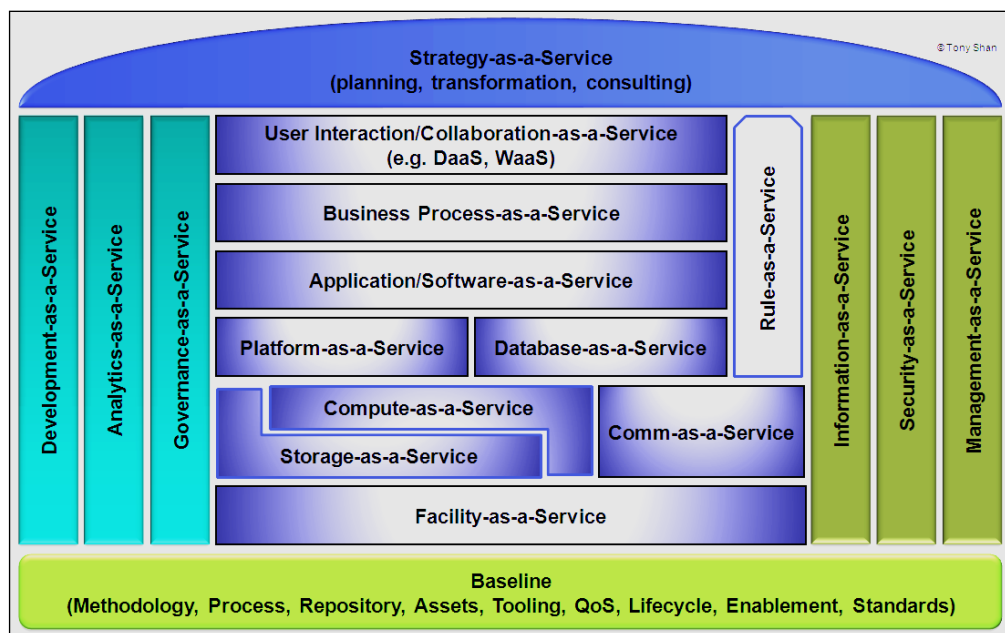 © Tony Shan
Strategy-as-a-Service
(planning, transformation, consulting)
Development-as-a-Service
Analytics-as-a-Service
Governance-as-a-Service
User Interaction/Collaboration-as-a-Service
(e.g. DaaS, WaaS)
Business Process-as-a-Service
Application/Software-as-a-Service
Platform-as-a-Service
Database-as-a-Service
Rule-as-a-Service
Compute-as-a-Service
Storage-as-a-Service
Comm-as-a-Service
Facility-as-a-Service
Information-as-a-Service
Security-as-a-Service
Management-as-a-Service
Baseline
(Methodology, Process, Repository, Assets, Tooling, QoS, Lifecycle, Enablement, Standards)